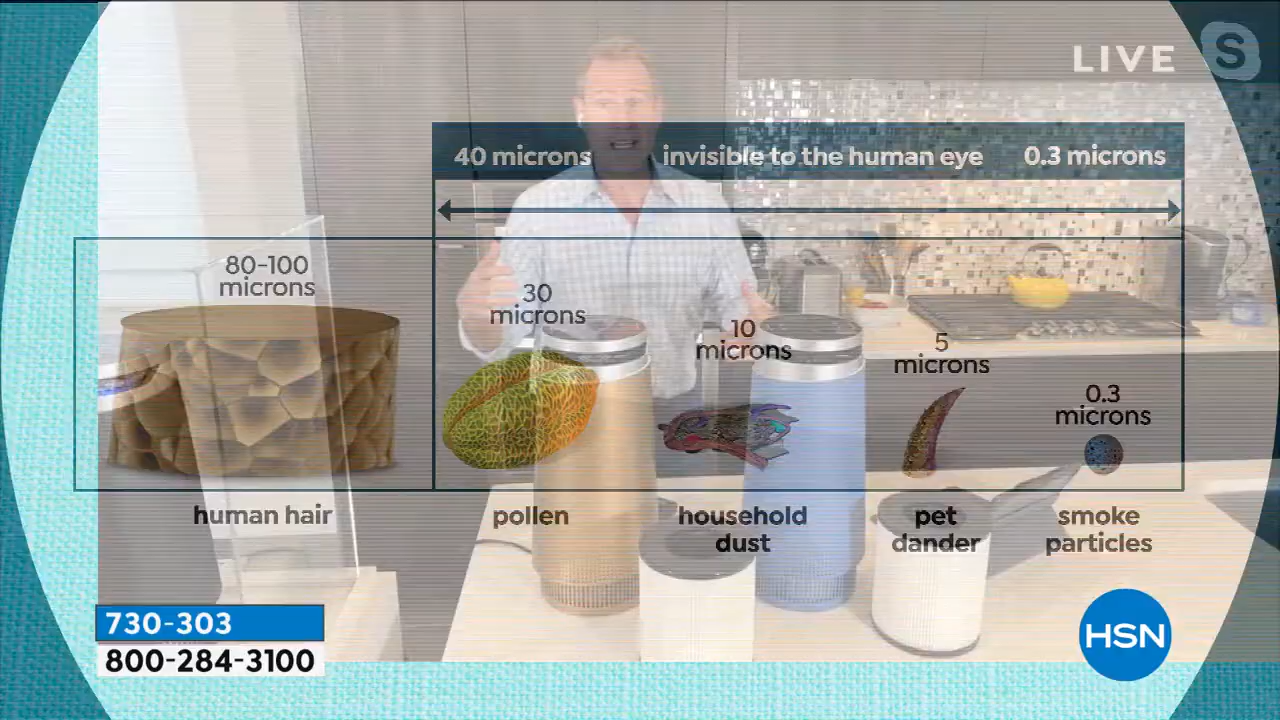 LIVE
S
40 microns invisible to the human eye 0.3 microns
80-100
microns
30
microns
10
microns
5
microns
0.3
microns
human hair
pollen
household
dust
pet
dander
smoke
particles
730-303
800-284-3100
HSN